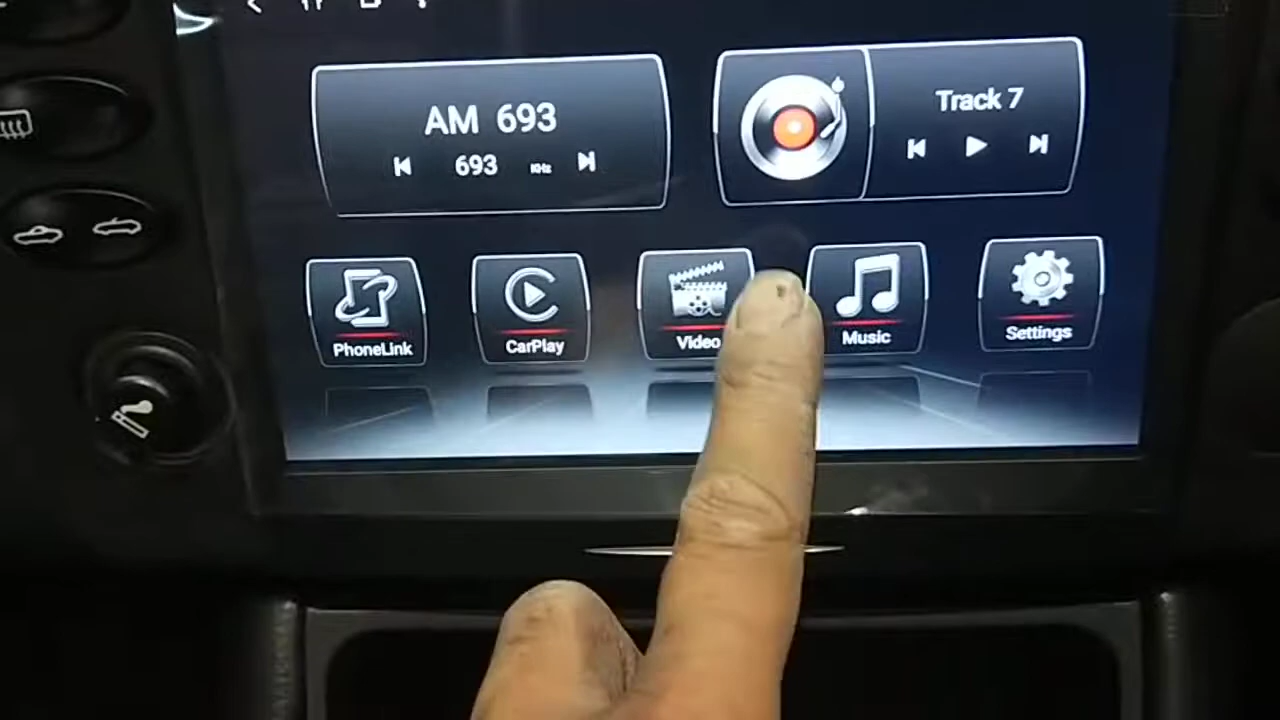 AM 693
693 KHz
Track 7
PhoneLink
CarPlay
Video
Music
Settings